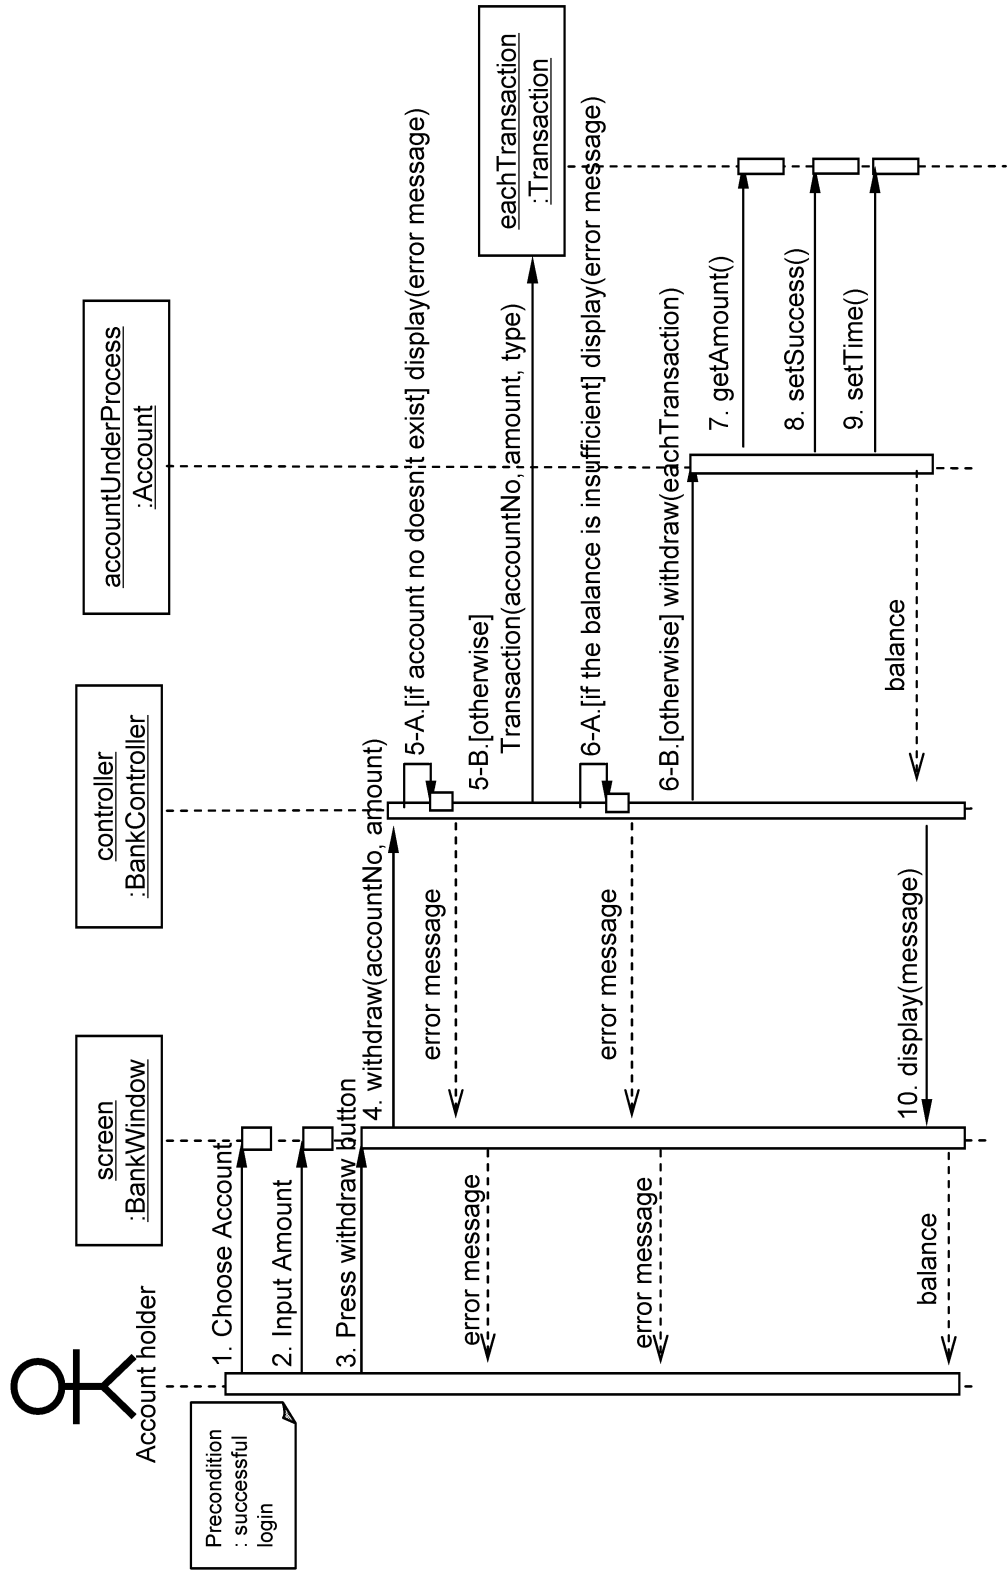 Precondition
: successful
login
Account holder
screen
:BankWindow
controller
:BankController
accountUnderProcess
:Account
eachTransaction
: Transaction
1. Choose Account
2. Input Amount
3. Press withdraw button
4. withdraw(accountNo, amount)
5-A.[if account no doesn't exist] display(error message)
error message
error message
5-B.[otherwise]
Transaction(accountNo, amount, type)
6-A.[if the balance is insufficient] display(error message)
error message
error message
6-B.[otherwise] withdraw(eachTransaction)
7. getAmount()
8. setSuccess()
9. setTime()
balance
10. display(message)
balance